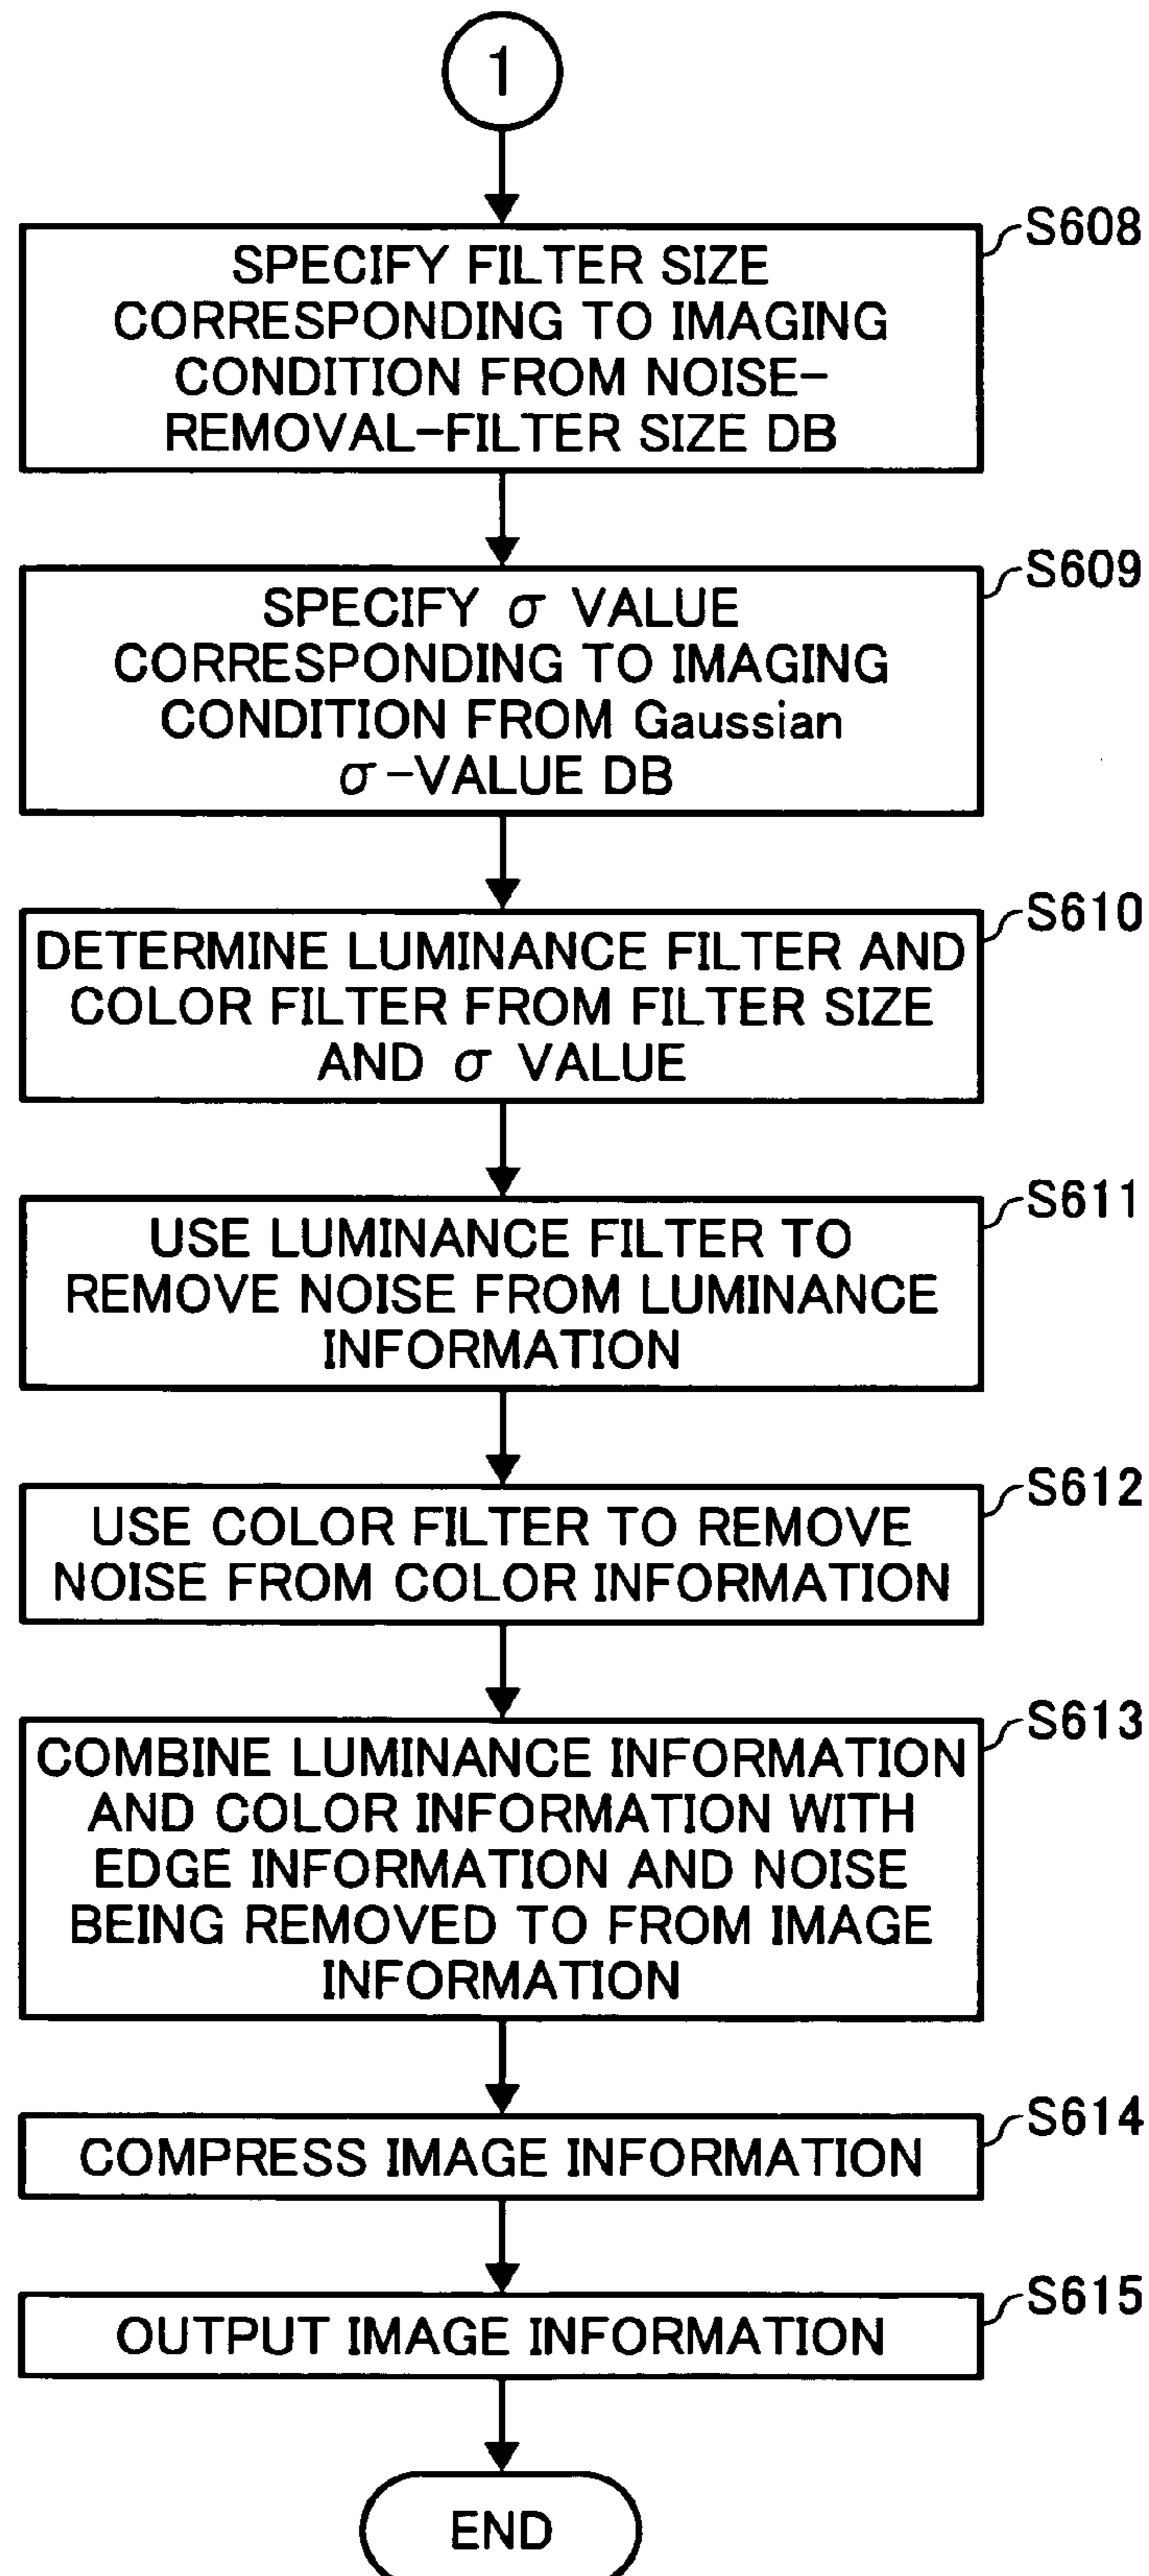 1
S608
SPECIFY FILTER SIZE
CORRESPONDING TO IMAGING
CONDITION FROM NOISE-
REMOVAL-FILTER SIZE DB
S609
SPECIFY σ VALUE
CORRESPONDING TO IMAGING
CONDITION FROM Gaussian
σ-VALUE DB
S610
DETERMINE LUMINANCE FILTER AND
COLOR FILTER FROM FILTER SIZE
AND σ VALUE
S611
USE LUMINANCE FILTER TO
REMOVE NOISE FROM LUMINANCE
INFORMATION
S612
USE COLOR FILTER TO REMOVE
NOISE FROM COLOR INFORMATION
S613
COMBINE LUMINANCE INFORMATION
AND COLOR INFORMATION WITH
EDGE INFORMATION AND NOISE
BEING REMOVED TO FROM IMAGE
INFORMATION
S614
COMPRESS IMAGE INFORMATION
S615
OUTPUT IMAGE INFORMATION
END